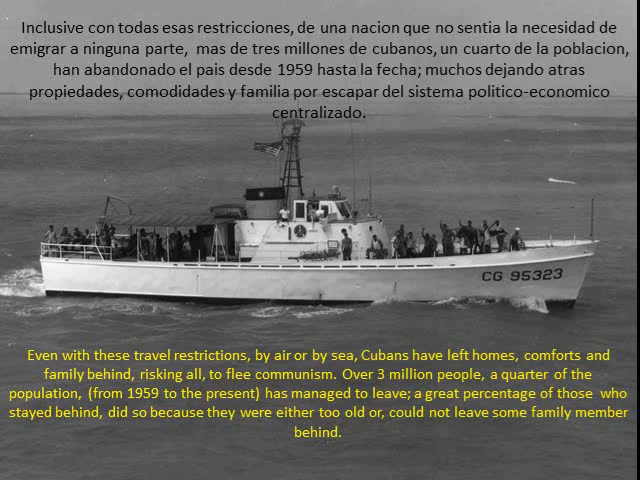 Inclusive con todas esas restricciones, de una nacion que no sentia la necesidad de
emigrar a ninguna parte,  mas de tres millones de cubanos, un cuarto de la poblacion,
han abandonado el pais desde 1959 hasta la fecha; muchos dejando atras
propiedades, comodidades y familia por escapar del sistema politico-economico
centralizado.
CG 95323
Even with these travel restrictions, by air or by sea, Cubans have left homes, comforts and
family behind, risking all, to flee communism.  Over 3 million people, a quarter of the
population, (from 1959 to the present) has managed to leave; a great percentage of those  who
stayed behind, did so because they were either too old or, could not leave some family member
behind.